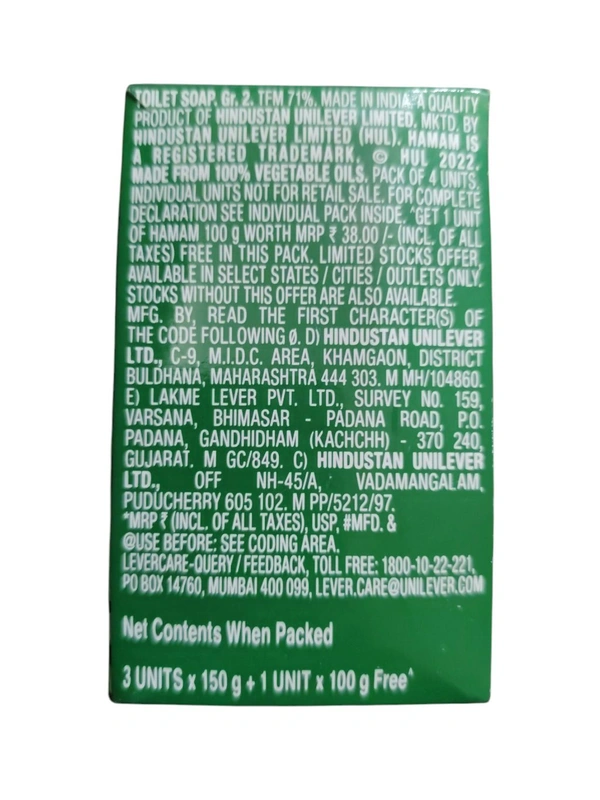 TOILET SOAP. Gr. 2. TFM 71%. MADE IN INDIA. A QUALITY
PRODUCT OF HINDUSTAN UNILEVER LIMITED, MKTD. BY
HINDUSTAN UNILEVER LIMITED (HUL). HAMAM IS
A REGISTERED TRADEMARK. © HUL 2022.
MADE FROM 100% VEGETABLE OILS. PACK OF 4 UNITS.
INDIVIDUAL UNITS NOT FOR RETAIL SALE. FOR COMPLETE
DECLARATION SEE INDIVIDUAL PACK INSIDE. ^GET 1 UNIT
OF HAMAM 100 g WORTH MRP ₹ 38.00 /- (INCL. OF ALL
TAXES) FREE IN THIS PACK. LIMITED STOCKS OFFER,
AVAILABLE IN SELECT STATES / CITIES / OUTLETS ONLY.
STOCKS WITHOUT THIS OFFER ARE ALSO AVAILABLE.
MFG. BY, READ THE FIRST CHARACTER(S) OF
THE CODE FOLLOWING Ø. D) HINDUSTAN UNILEVER
LTD., C-9, M.I.D.C. AREA, KHAMGAON, DISTRICT
BULDHANA, MAHARASHTRA 444 303. M MH/104860.
E) LAKME LEVER PVT. LTD., SURVEY No. 159,
VARSANA, BHIMASAR - PADANA ROAD, P.O.
PADANA, GANDHIDHAM (KACHCHH) - 370 240,
GUJARAT. M GC/849. C) HINDUSTAN UNILEVER
LTD., OFF NH-45/A, VADAMANGALAM,
PUDUCHERRY 605 102. M PP/5212/97.
*MRP ₹ (INCL. OF ALL TAXES), USP, #MFD. &
@USE BEFORE: SEE CODING AREA.
LEVERCARE-QUERY / FEEDBACK, TOLL FREE: 1800-10-22-221,
PO BOX 14760, MUMBAI 400 099, LEVER.CARE@UNILEVER.COM
Net Contents When Packed
3 UNITS x 150 g + 1 UNIT x 100 g Free^